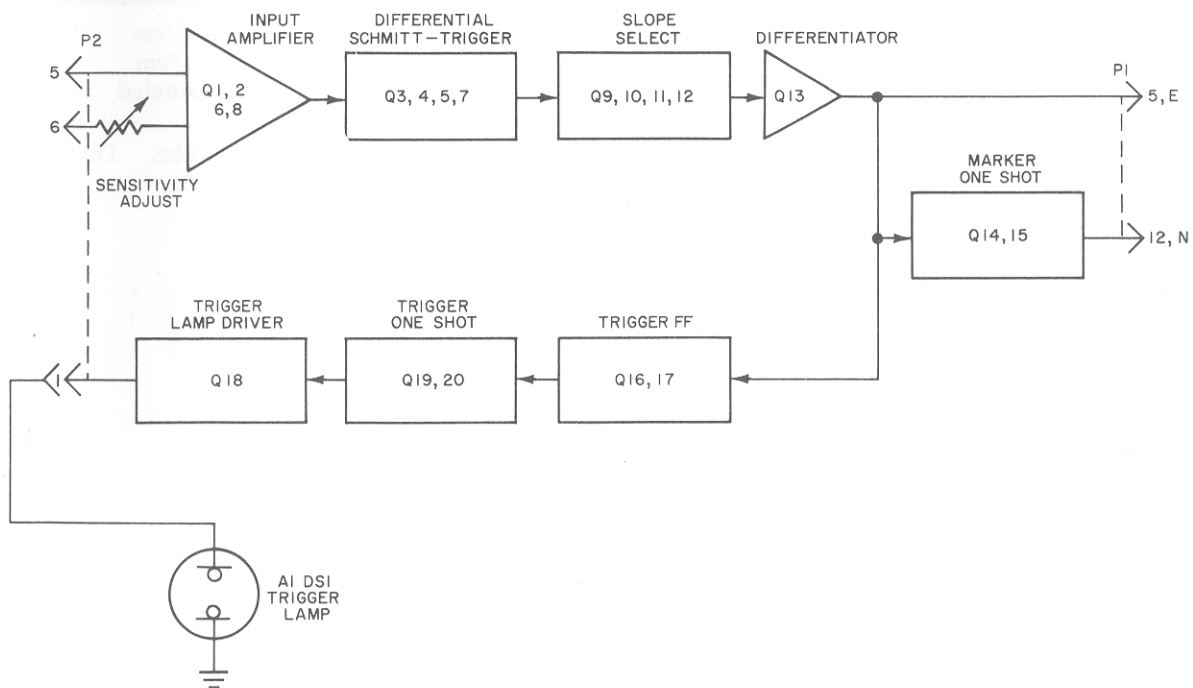 /cm
P2
INPUT
AMPLIFIER
DIFFERENTIAL
SCHMITT-TRIGGER
SLOPE
SELECT
DIFFERENTIATOR
P1
5
Q1, 2
6,8
Q3, 4, 5, 7
Q9, 10, 11, 12
Q13
5, E
6
SENSITIVITY
ADJUST
MARKER
ONE SHOT
Q14, 15
12, N
TRIGGER
LAMP DRIVER
TRIGGER
ONE SHOT
TRIGGER FF
1
Q18
Q19, 20
Q16, 17
A1 DS1
TRIGGER
LAMP